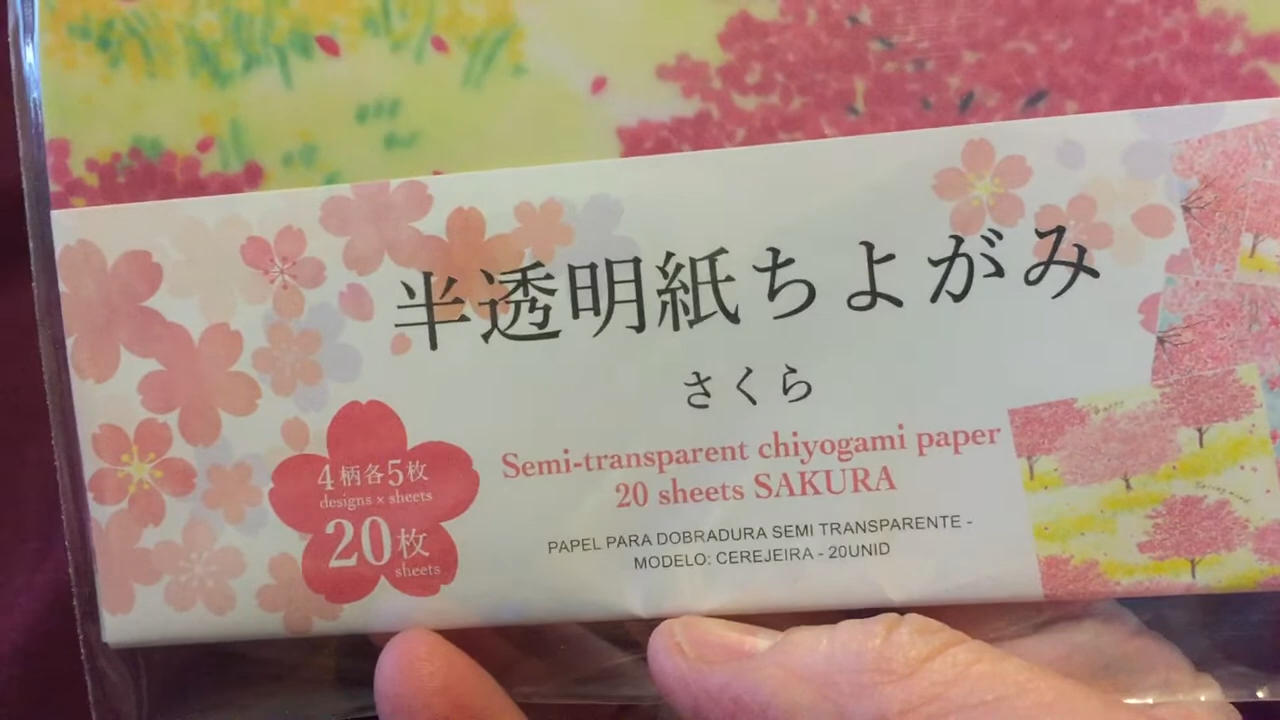 半透明紙ちよがみ
さくら
Semi-transparent chiyogami paper
20 sheets SAKURA
PAPEL PARA DOBRADURA SEMI TRANSPARENTE -
MODELO: CEREJEIRA - 20UNID
4柄各5枚
designs × sheets
20枚
sheets